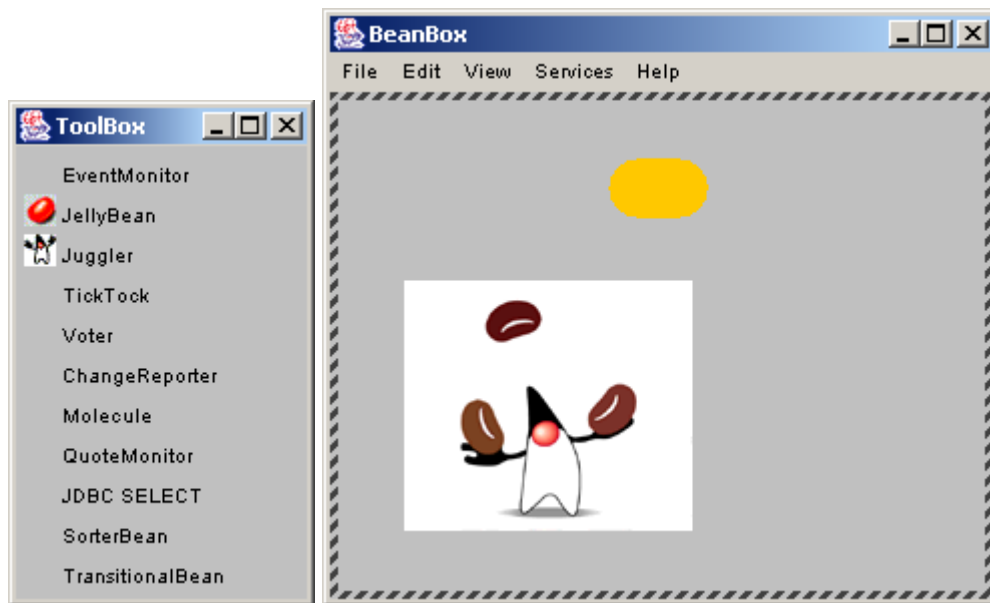 ToolBox
EventMonitor
JellyBean
Juggler
TickTock
Voter
ChangeReporter
Molecule
QuoteMonitor
JDBC SELECT
SorterBean
TransitionalBean
BeanBox
File Edit View Services Help